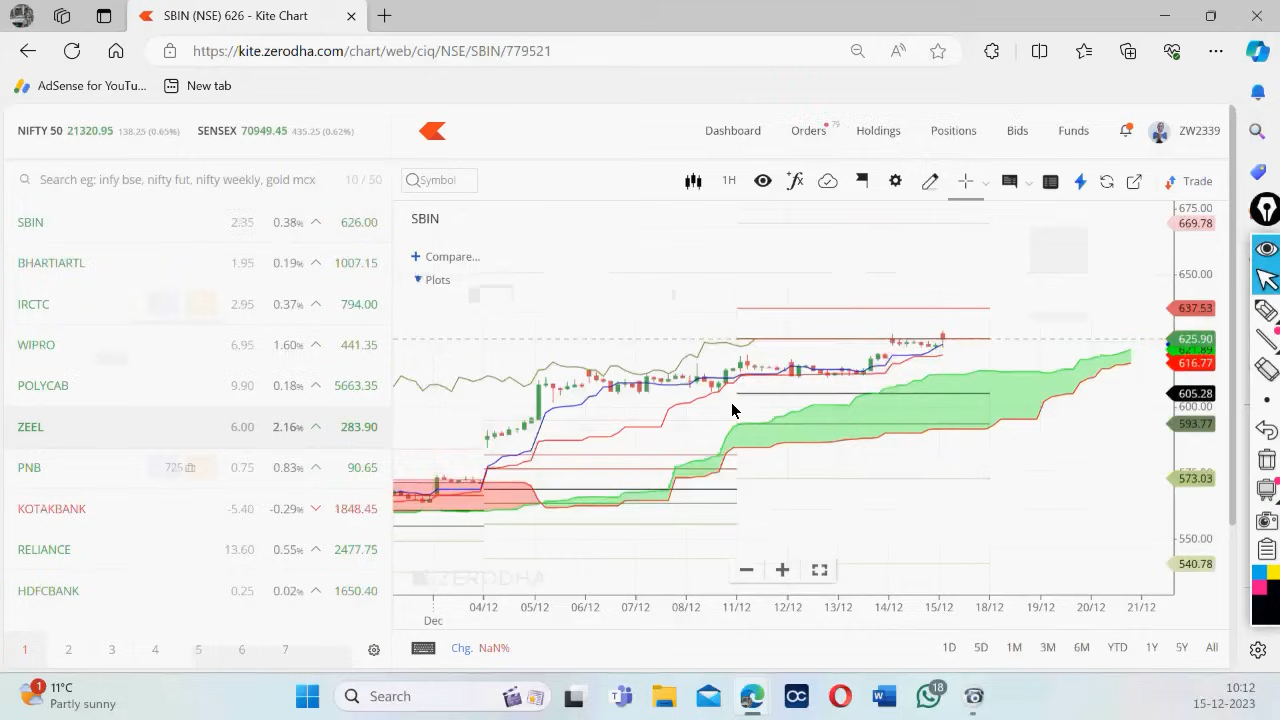 SBIN (NSE) 626 - Kite Chart
https://kite.zerodha.com/chart/web/ciq/NSE/SBIN/779521
AdSense for YouTu...
New tab
NIFTY 50 21320.95 138.25 (0.65%) SENSEX 70949.45 435.25 (0.62%)
Dashboard Orders 79 Holdings Positions Bids Funds ZW2339
Search eg: infy bse, nifty fut, nifty weekly, gold mcx 10 / 50
Symbol 1H Trade
SBIN 2.35 0.38% 626.00
BHARTIARTL 1.95 0.19% 1007.15
IRCTC 2.95 0.37% 794.00
WIPRO 6.95 1.60% 441.35
POLYCAB 9.90 0.18% 5663.35
ZEEL 6.00 2.16% 283.90
PNB 725 0.75 0.83% 90.65
KOTAKBANK -5.40 -0.29% 1848.45
RELIANCE 13.60 0.55% 2477.75
HDFCBANK 0.25 0.02% 1650.40
1 2 3 4 5 6 7
SBIN
Compare...
Plots
675.00
669.78
650.00
637.53
625.90
621.89
616.77
605.28
600.00
593.77
573.03
550.00
540.78
ZERODHA
04/12 05/12 06/12 07/12 08/12 11/12 12/12 13/12 14/12 15/12 18/12 19/12 20/12 21/12
Dec
Chg. NaN%
1D 5D 1M 3M 6M YTD 1Y 5Y All
1
11°C
Partly sunny
Search
18
10:12
15-12-2023